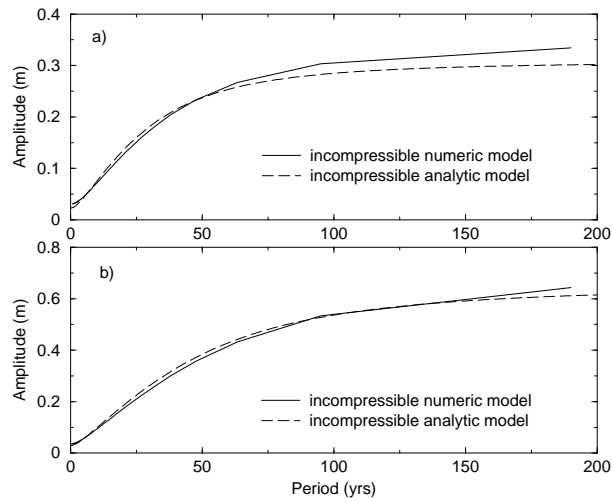 a)
Amplitude (m)
0.4
0.3
0.2
0.1
0
incompressible numeric model
incompressible analytic model
0 50 100 150 200
b)
Amplitude (m)
0.8
0.6
0.4
0.2
0.0
incompressible numeric model
incompressible analytic model
0 50 100 150 200
Period (yrs)